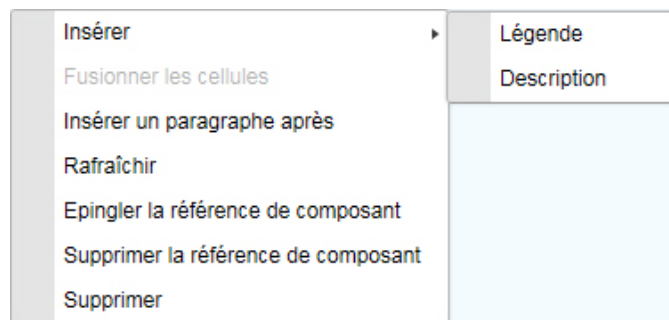 Insérer
Légende
Fusionner les cellules
Description
Insérer un paragraphe après
Rafraîchir
Epingler la référence de composant
Supprimer la référence de composant
Supprimer